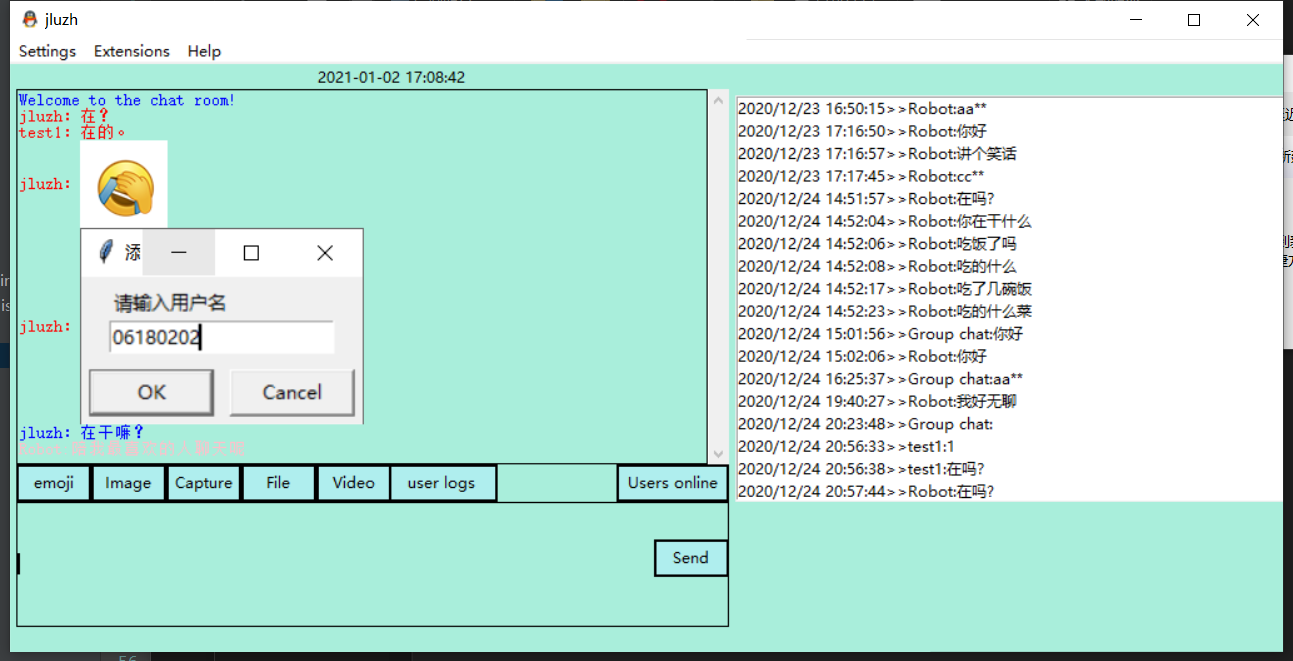 jluzh
Settings Extensions Help
2021-01-02 17:08:42
Welcome to the chat room!
jluzh: 在?
test1: 在的。
jluzh:
添
请输入用户名
06180202
OK Cancel
jluzh:
jluzh: 在干嘛?
emoji Image Capture File Video user logs Users online
Send
2020/12/23 16:50:15>>Robot:aa**
2020/12/23 17:16:50>>Robot:你好
2020/12/23 17:16:57>>Robot:讲个笑话
2020/12/23 17:17:45>>Robot:cc**
2020/12/24 14:51:57>>Robot:在吗?
2020/12/24 14:52:04>>Robot:你在干什么
2020/12/24 14:52:06>>Robot:吃饭了吗
2020/12/24 14:52:08>>Robot:吃的什么
2020/12/24 14:52:17>>Robot:吃了几碗饭
2020/12/24 14:52:23>>Robot:吃的什么菜
2020/12/24 15:01:56>>Group chat:你好
2020/12/24 15:02:06>>Robot:你好
2020/12/24 16:25:37>>Group chat:aa**
2020/12/24 19:40:27>>Robot:我好无聊
2020/12/24 20:23:48>>Group chat:
2020/12/24 20:56:33>>test1:1
2020/12/24 20:56:38>>test1:在吗?
2020/12/24 20:57:44>>Robot:在吗?